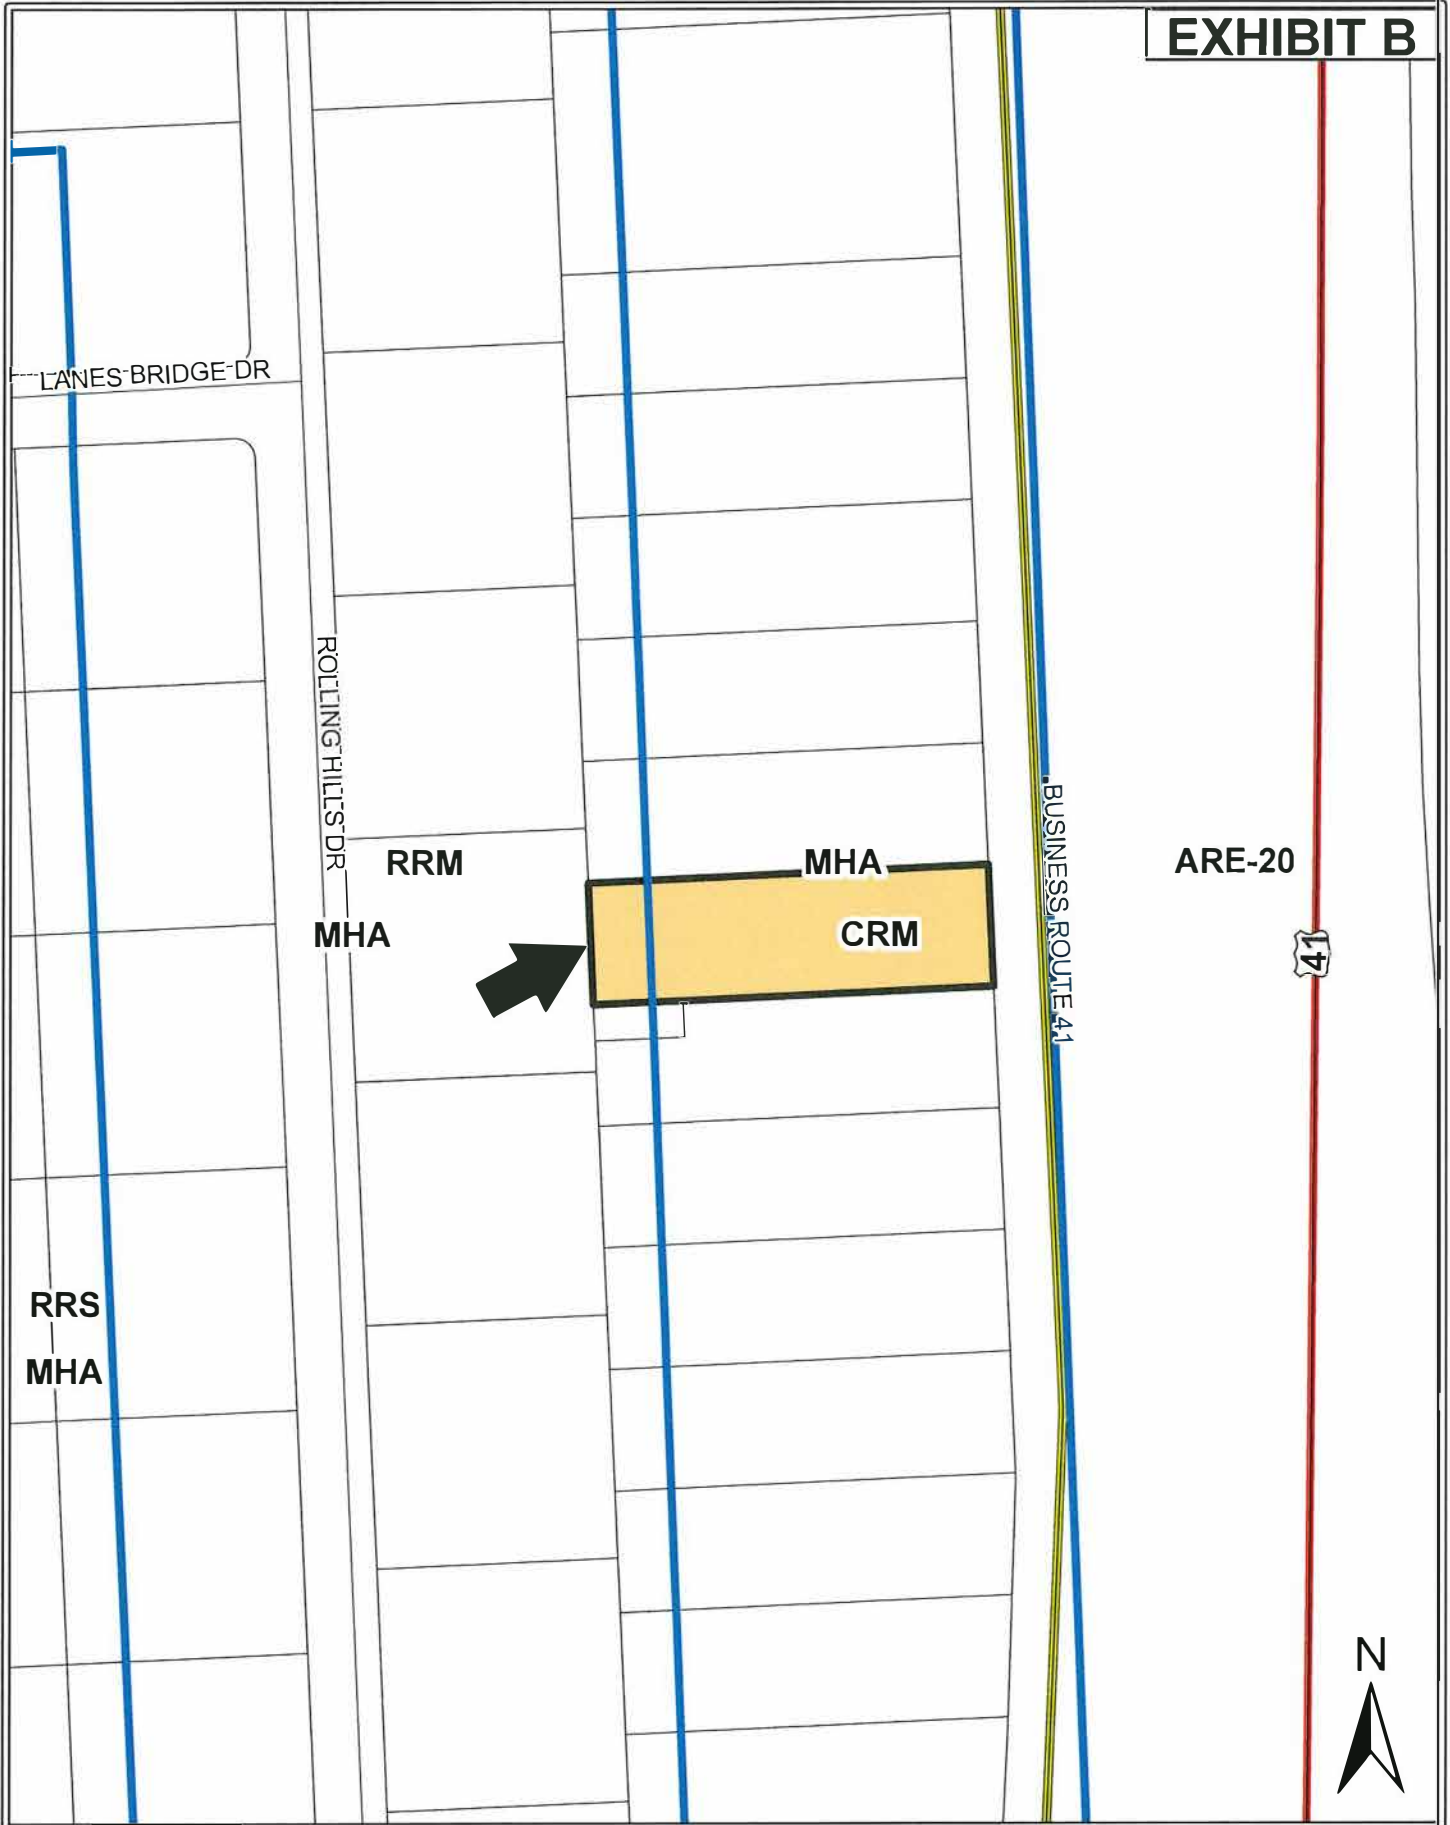 EXHIBIT B
LANES BRIDGE DR
ROLLING HILLS DR
RRM
MHA
MHA
CRM
BUSINESS ROUTE 41
ARE-20
41
RRS
MHA
N